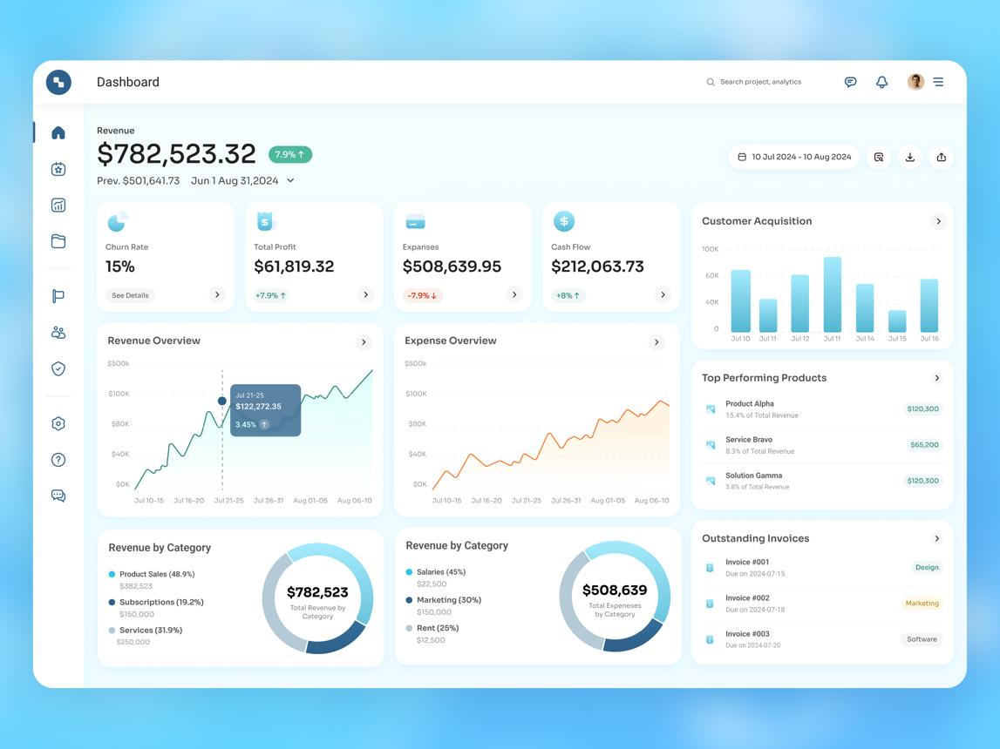 Dashboard
Search project, analytics
Revenue
$782,523.32
7.9% ↑
Prev. $501,641.73 Jun 1 Aug 31,2024
10 Jul 2024 - 10 Aug 2024
Churn Rate
15%
See Details
Total Profit
$61,819.32
+7.9% ↑
Expanses
$508,639.95
-7.9% ↓
Cash Flow
$212,063.73
+8% ↑
Customer Acquisition
100K
60K
40K
0
Jul 10 Jul 11 Jul 12 Jul 11 Jul 14 Jul 15 Jul 16
Revenue Overview
$500k
$100K
$80K
$40K
$0K
Jul 21-25
$122,272.35
3.45% ↑
Jul 10-15 Jul 16-20 Jul 21-25 Jul 26-31 Aug 01-05 Aug 06-10
Expense Overview
$500k
$100K
$80K
$40K
$0K
Jul 10-15 Jul 16-20 Jul 21-25 Jul 26-31 Aug 01-05 Aug 06-10
Top Performing Products
Product Alpha
15.4% of Total Revenue
$120,300
Service Bravo
8.3% of Total Revenue
$65,200
Solution Gamma
5.8% of Total Revenue
$120,300
Revenue by Category
Product Sales (48.9%)
$382,523
Subscriptions (19.2%)
$150,000
Services (31.9%)
$250,000
$782,523
Total Revenue by
Category
Revenue by Category
Salaries (45%)
$22,500
Marketing (30%)
$150,000
Rent (25%)
$12,500
$508,639
Total Expeneses
by Category
Outstanding Invoices
Invoice #001
Due on 2024-07-15
Design
Invoice #002
Due on 2024-07-18
Marketing
Invoice #003
Due on 2024-07-20
Software